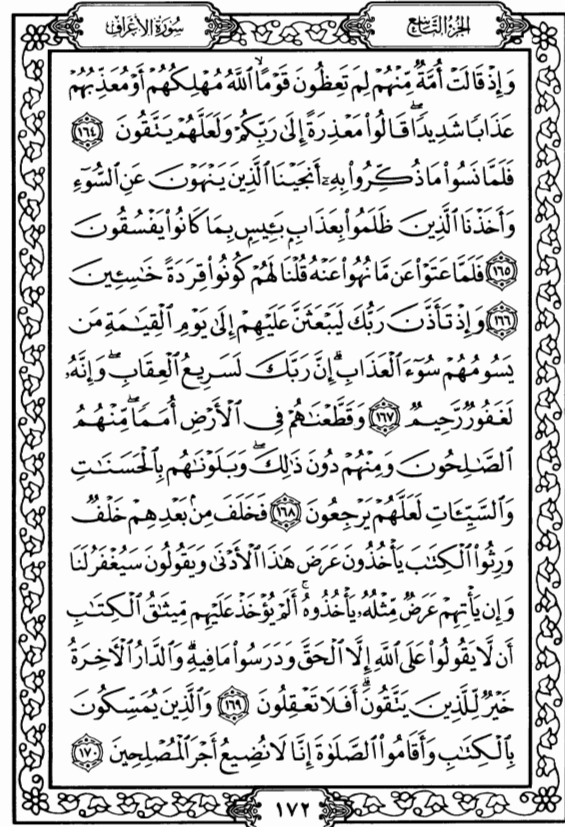 الجزء التاسع
سورة الأعراف
وَإِذْ قَالَتْ أُمَّةٌ مِّنْهُمْ لِمَ تَعِظُونَ قَوْمًا ۙ اللَّهُ مُهْلِكُهُمْ أَوْ مُعَذِّبُهُمْ
عَذَابًا شَدِيدًا ۖ قَالُوا۟ مَعْذِرَةً إِلَىٰ رَبِّكُمْ وَلَعَلَّهُمْ يَتَّقُونَ ١٦٤
فَلَمَّا نَسُوا۟ مَا ذُكِّرُوا۟ بِهِۦٓ أَنجَيْنَا ٱلَّذِينَ يَنْهَوْنَ عَنِ ٱلسُّوٓءِ
وَأَخَذْنَا ٱلَّذِينَ ظَلَمُوا۟ بِعَذَابٍۭ بَـِٔيسٍۭ بِمَا كَانُوا۟ يَفْسُقُونَ
١٦٥ فَلَمَّا عَتَوْا۟ عَن مَّا نُهُوا۟ عَنْهُ قُلْنَا لَهُمْ كُونُوا۟ قِرَدَةً خَـٰسِـِٔينَ
١٦٦ وَإِذْ تَأَذَّنَ رَبُّكَ لَيَبْعَثَنَّ عَلَيْهِمْ إِلَىٰ يَوْمِ ٱلْقِيَـٰمَةِ مَن
يَسُومُهُمْ سُوٓءَ ٱلْعَذَابِ ۗ إِنَّ رَبَّكَ لَسَرِيعُ ٱلْعِقَابِ ۖ وَإِنَّهُۥ
لَغَفُورٌ رَّحِيمٌ ١٦٧ وَقَطَّعْنَـٰهُمْ فِى ٱلْأَرْضِ أُمَمًا ۖ مِّنْهُمُ
ٱلصَّـٰلِحُونَ وَمِنْهُمْ دُونَ ذَٰلِكَ ۖ وَبَلَوْنَـٰهُم بِٱلْحَسَنَـٰتِ
وَٱلسَّيِّـَٔاتِ لَعَلَّهُمْ يَرْجِعُونَ ١٦٨ فَخَلَفَ مِنۢ بَعْدِهِمْ خَلْفٌ
وَرِثُوا۟ ٱلْكِتَـٰبَ يَأْخُذُونَ عَرَضَ هَـٰذَا ٱلْأَدْنَىٰ وَيَقُولُونَ سَيُغْفَرُ لَنَا
وَإِن يَأْتِهِمْ عَرَضٌ مِّثْلُهُۥ يَأْخُذُوهُ ۚ أَلَمْ يُؤْخَذْ عَلَيْهِم مِّيثَـٰقُ ٱلْكِتَـٰبِ
أَن لَّا يَقُولُوا۟ عَلَى ٱللَّهِ إِلَّا ٱلْحَقَّ وَدَرَسُوا۟ مَا فِيهِ ۗ وَٱلدَّارُ ٱلْـَٔاخِرَةُ
خَيْرٌ لِّلَّذِينَ يَتَّقُونَ ۗ أَفَلَا تَعْقِلُونَ ١٦٩ وَٱلَّذِينَ يُمَسِّكُونَ
بِٱلْكِتَـٰبِ وَأَقَامُوا۟ ٱلصَّلَوٰةَ إِنَّا لَا نُضِيعُ أَجْرَ ٱلْمُصْلِحِينَ ١٧٠
١٧٢